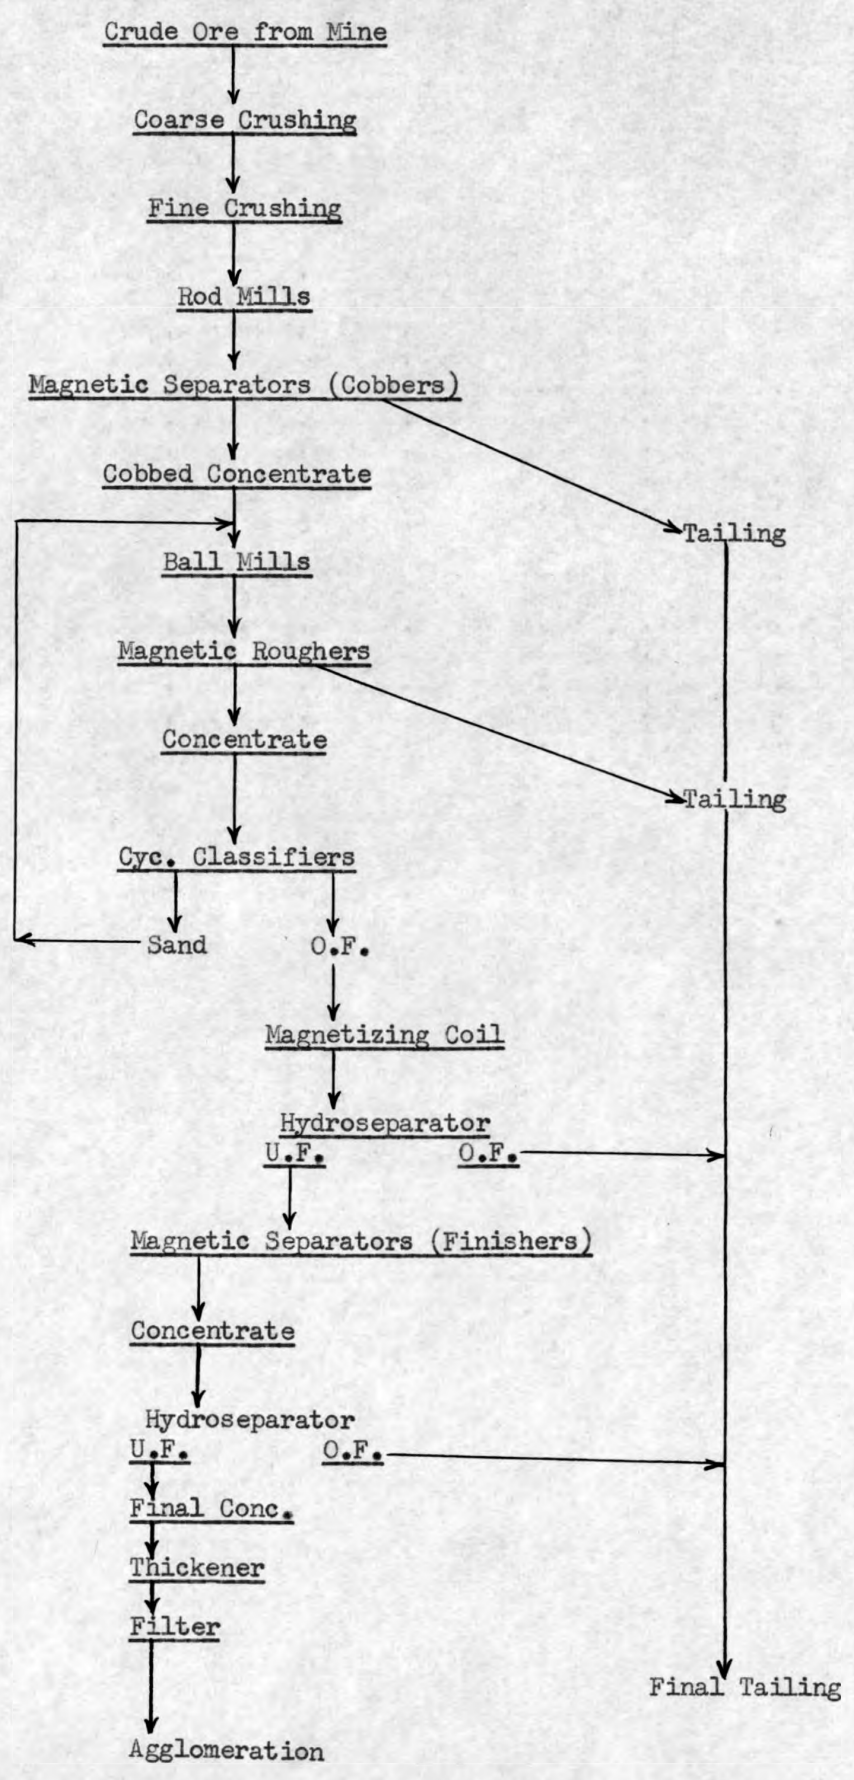 Crude Ore from Mine
Coarse Crushing
Fine Crushing
Rod Mills
Magnetic Separators (Cobbers)
Cobbed Concentrate
Tailing
Ball Mills
Magnetic Roughers
Concentrate
Tailing
Cyc. Classifiers
Sand O.F.
Magnetizing Coil
Hydroseparator
U.F. O.F.
Magnetic Separators (Finishers)
Concentrate
Hydroseparator
U.F. O.F.
Final Conc.
Thickener
Filter
Final Tailing
Agglomeration